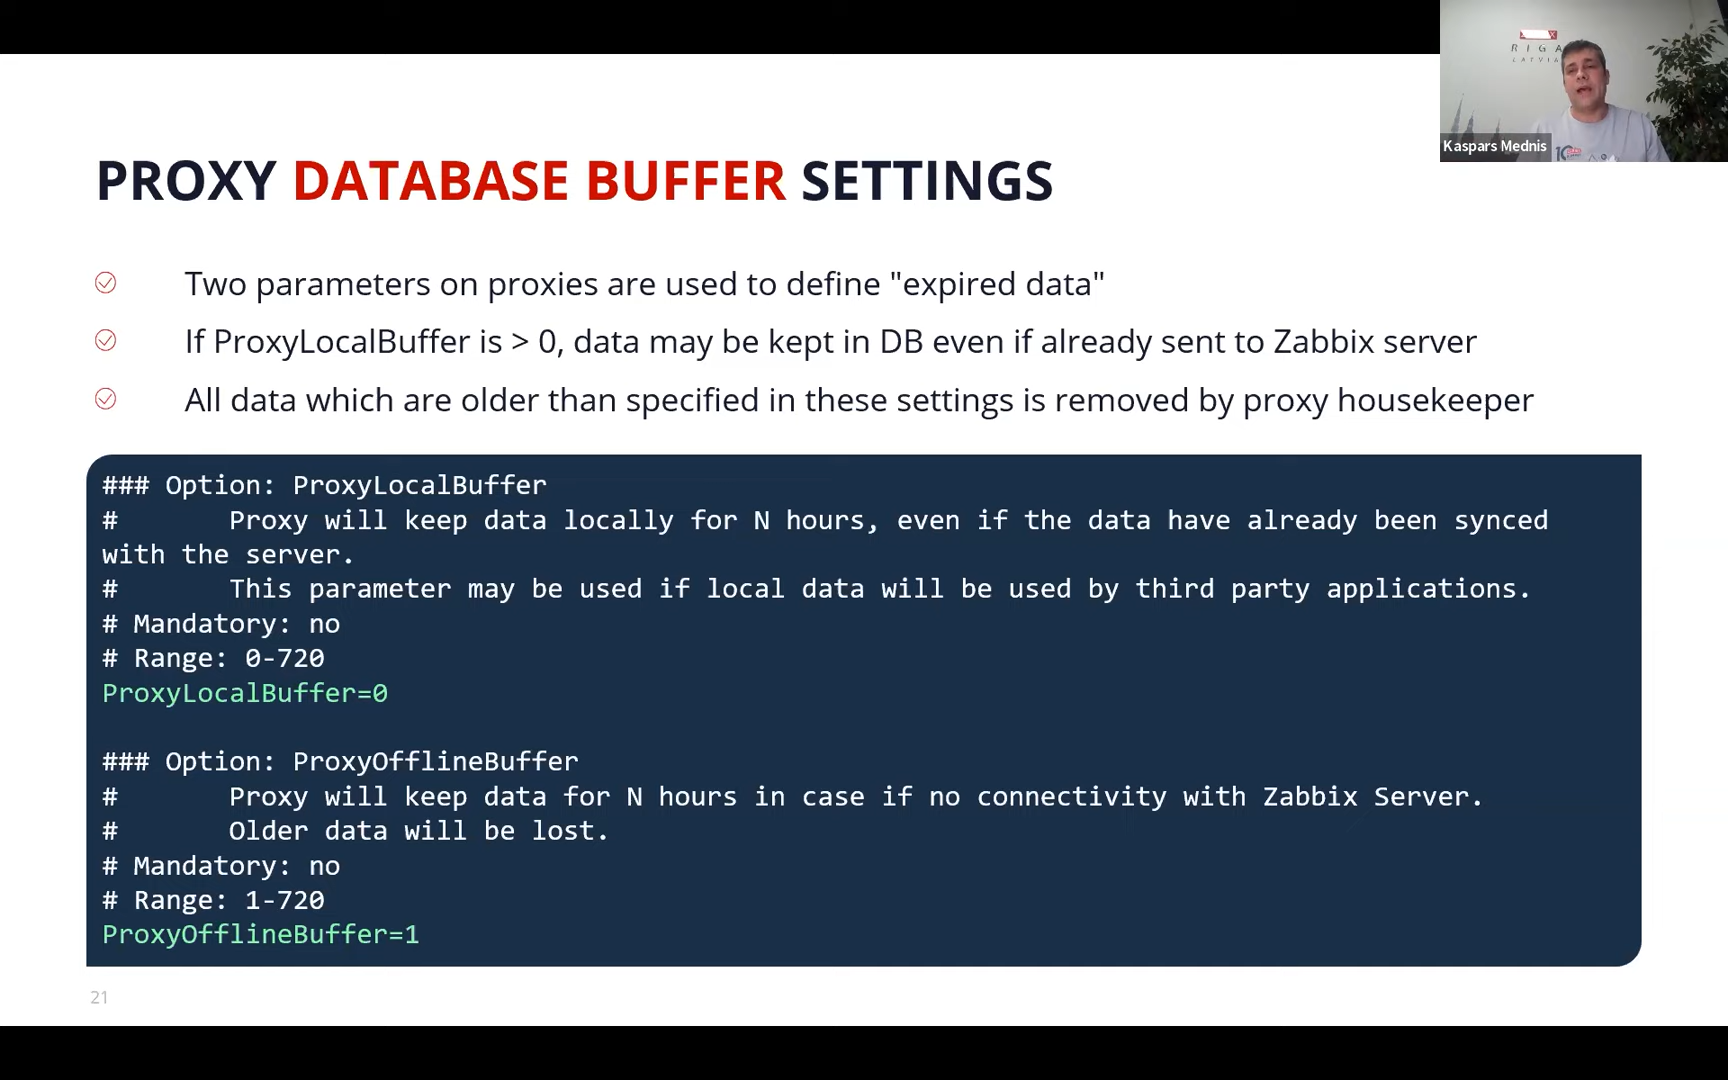 RIGA
LATVIA
Kaspars Mednis
PROXY DATABASE BUFFER SETTINGS
Two parameters on proxies are used to define "expired data"
If ProxyLocalBuffer is > 0, data may be kept in DB even if already sent to Zabbix server
All data which are older than specified in these settings is removed by proxy housekeeper
### Option: ProxyLocalBuffer
# Proxy will keep data locally for N hours, even if the data have already been synced
with the server.
# This parameter may be used if local data will be used by third party applications.
# Mandatory: no
# Range: 0-720
ProxyLocalBuffer=0
### Option: ProxyOfflineBuffer
# Proxy will keep data for N hours in case if no connectivity with Zabbix Server.
# Older data will be lost.
# Mandatory: no
# Range: 1-720
ProxyOfflineBuffer=1
21